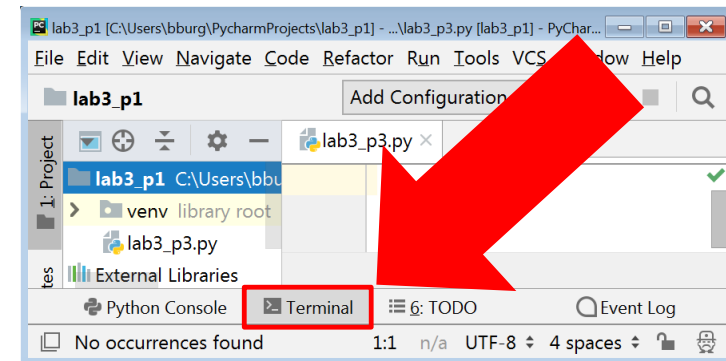 lab3_p1 [C:\Users\bburg\PycharmProjects\lab3_p1] - ...\lab3_p3.py [lab3_p1] - PyChar...
File Edit View Navigate Code Refactor Run Tools VCS Help
lab3_p1 Add Configuration
1: Project
lab3_p3.py
lab3_p1 C:\Users\bbu
venv library root
lab3_p3.py
External Libraries
Python Console Terminal 6: TODO Event Log
No occurrences found 1:1 n/a UTF-8 4 spaces